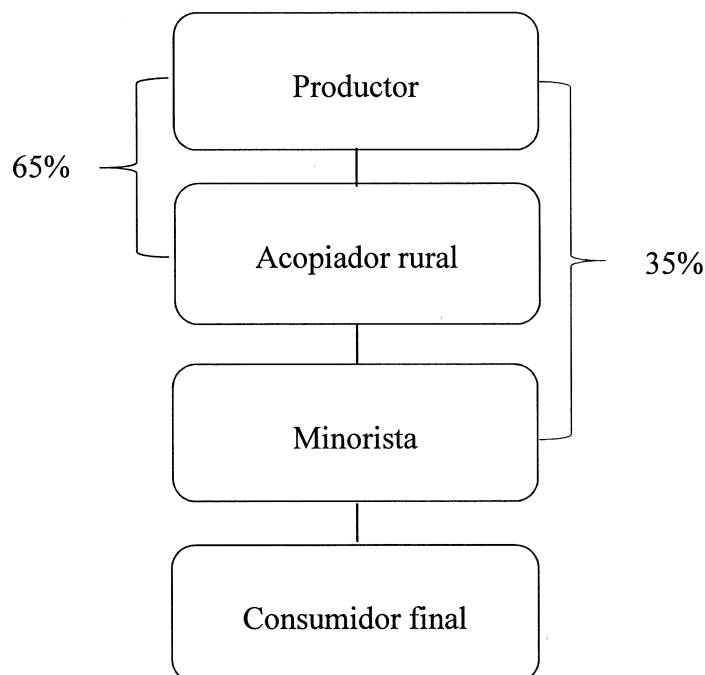 Productor
65%
Acopiador rural
35%
Minorista
Consumidor final